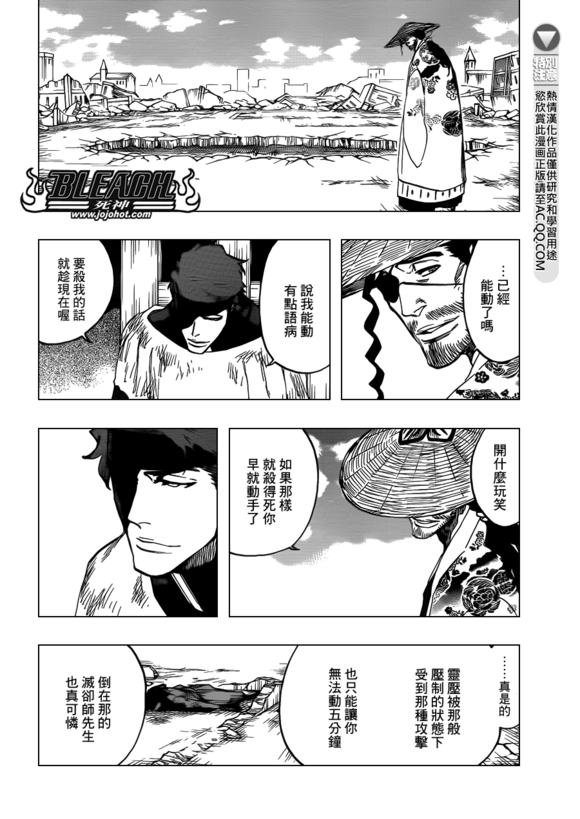 特別
注意
熱情漢化作品僅供研究和學習用途
慾欣賞此漫画正版請至AC.QQ.COM
BLEACH
死神
www.jojohot.com
…已經
能動了嗎
說我能動
有點語病
要殺我的話
就趁現在喔
開什麼玩笑
如果那樣
就殺得死你
早就動手了
……真是的
靈壓被那般
壓制的狀態下
受到那種攻擊
也只能讓你
無法動五分鐘
倒在那的
滅卻師先生
也真可憐